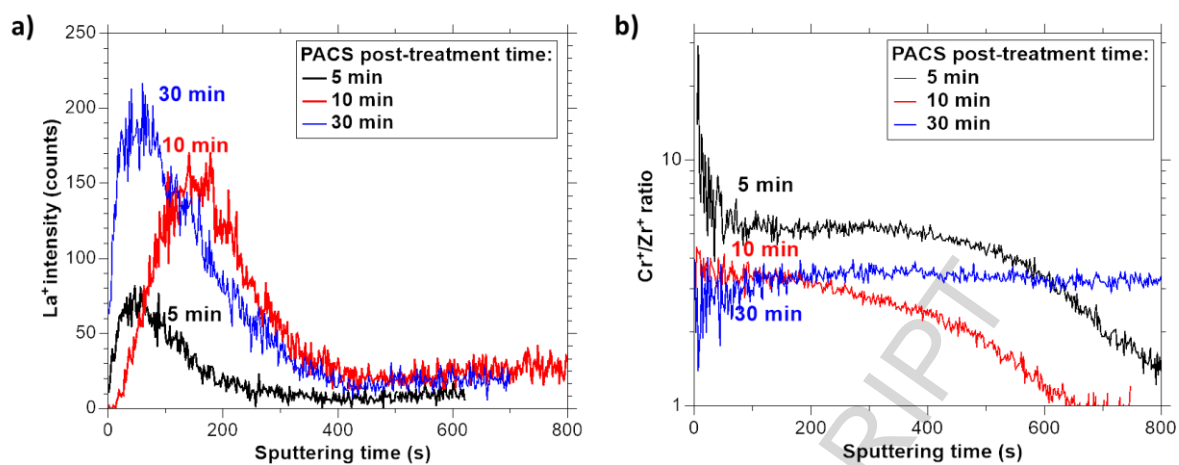 a)
250
200
150
100
50
0
La⁺ intensity (counts)
PACS post-treatment time:
5 min
10 min
30 min
30 min
10 min
5 min
0 200 400 600 800
Sputtering time (s)
b)
10
1
Cr⁺/Zr⁺ ratio
PACS post-treatment time:
5 min
10 min
30 min
5 min
10 min
30 min
0 200 400 600 800
Sputtering time (s)
RIPT